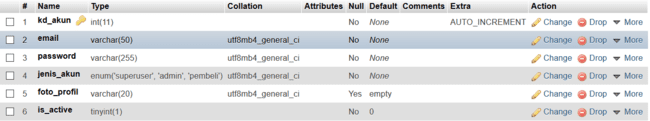 # Name Type Collation Attributes Null Default Comments Extra Action
1 kd_akun int(11) No None AUTO_INCREMENT Change Drop More
2 email varchar(50) utf8mb4_general_ci No None Change Drop More
3 password varchar(255) utf8mb4_general_ci No None Change Drop More
4 jenis_akun enum('superuser', 'admin', 'pembeli') utf8mb4_general_ci No None Change Drop More
5 foto_profil varchar(20) utf8mb4_general_ci Yes empty Change Drop More
6 is_active tinyint(1) No 0 Change Drop More